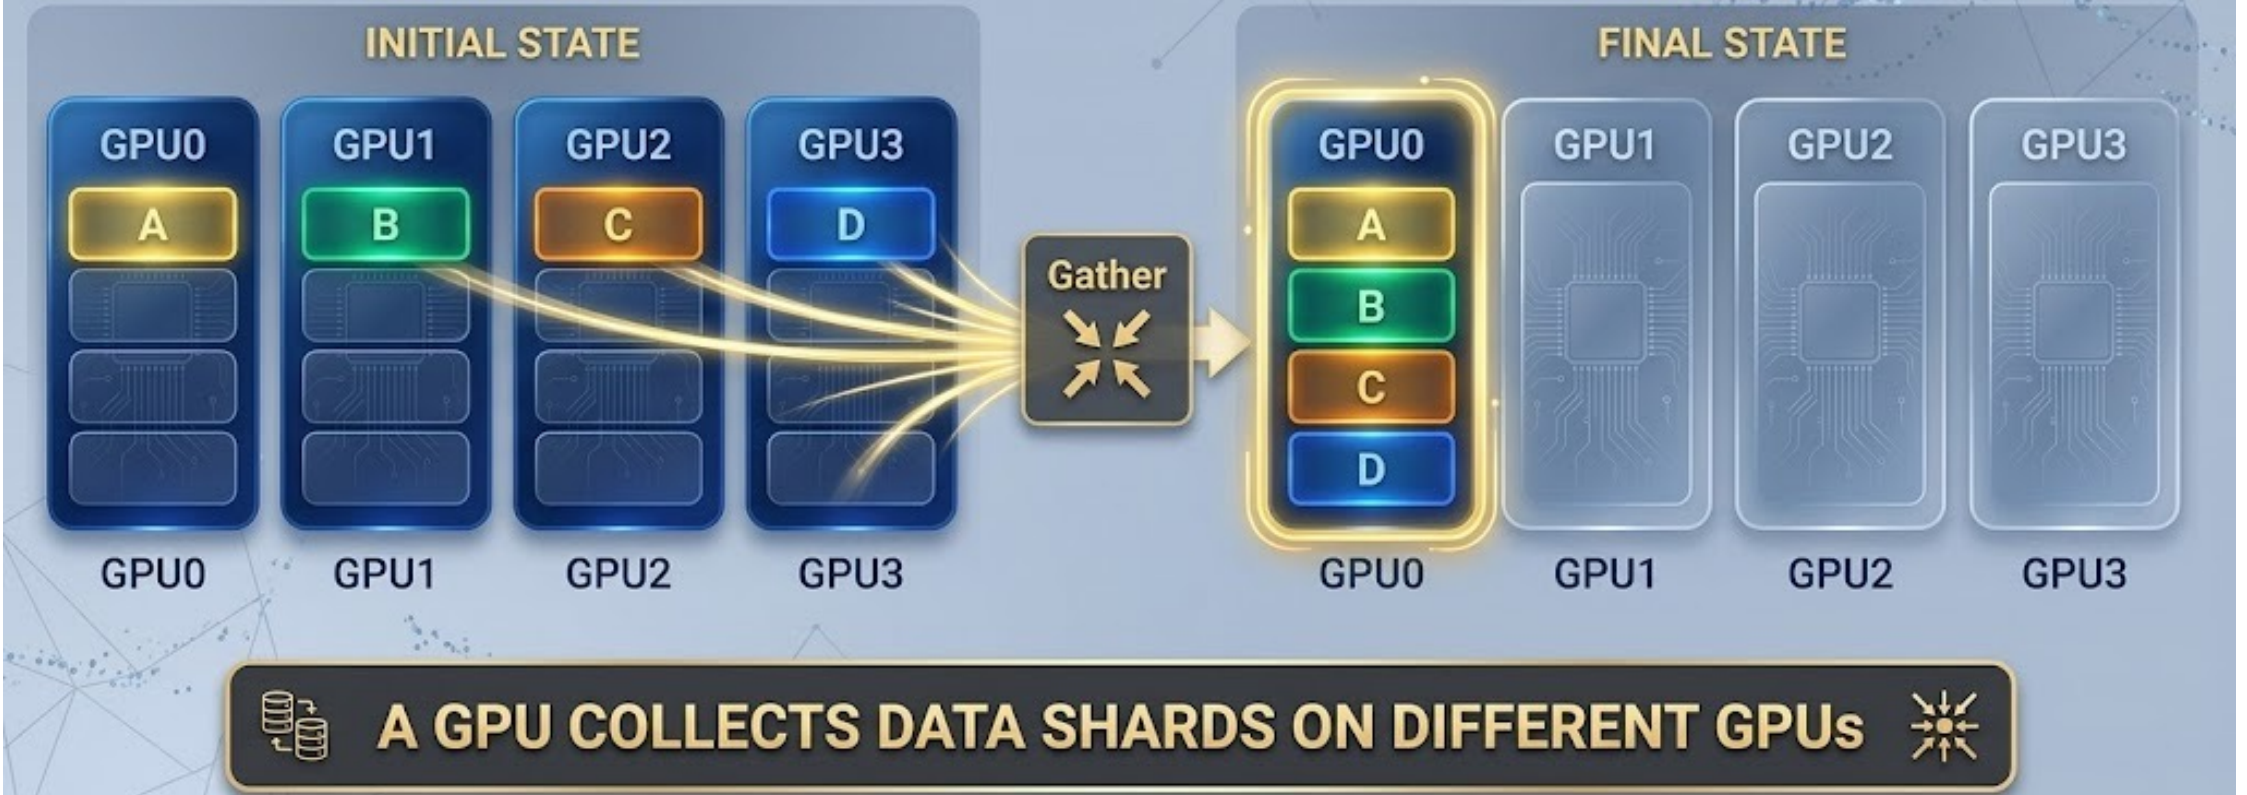 INITIAL STATE
GPU0 GPU1 GPU2 GPU3
A B C D
GPU0 GPU1 GPU2 GPU3
Gather
FINAL STATE
GPU0 GPU1 GPU2 GPU3
A
B
C
D
GPU0 GPU1 GPU2 GPU3
A GPU COLLECTS DATA SHARDS ON DIFFERENT GPUs